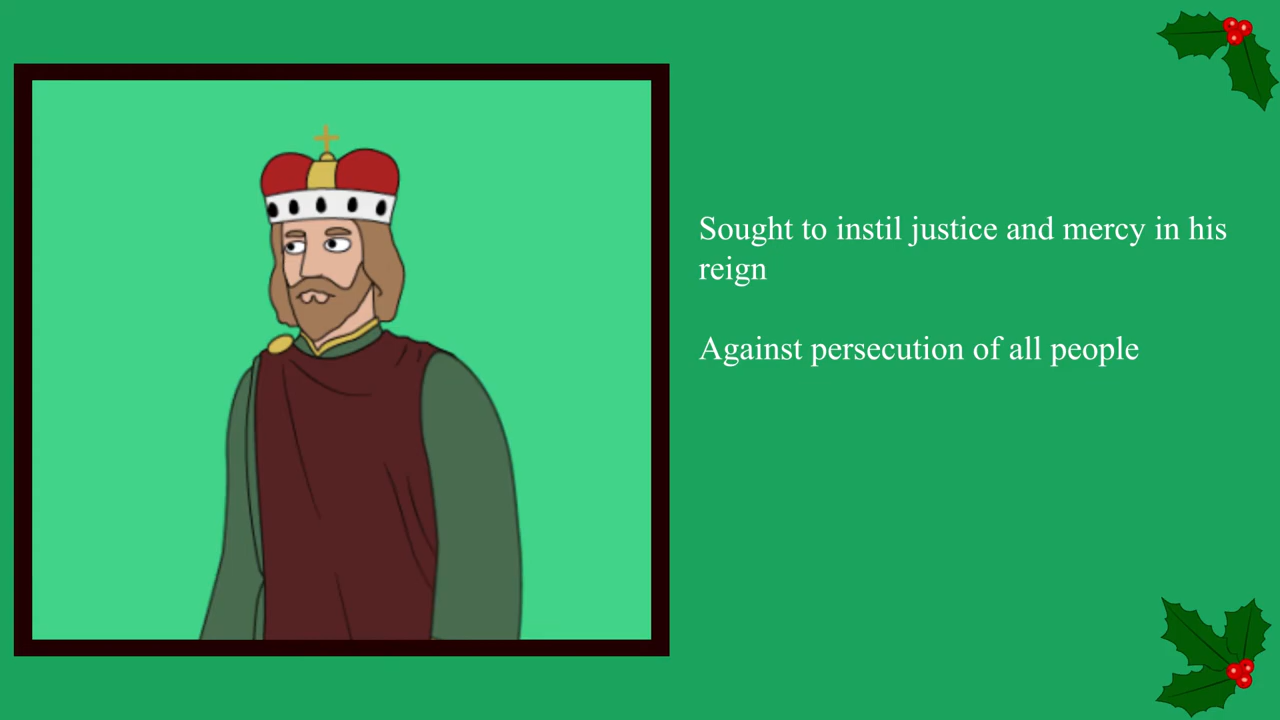 Sought to instil justice and mercy in his
reign
Against persecution of all people